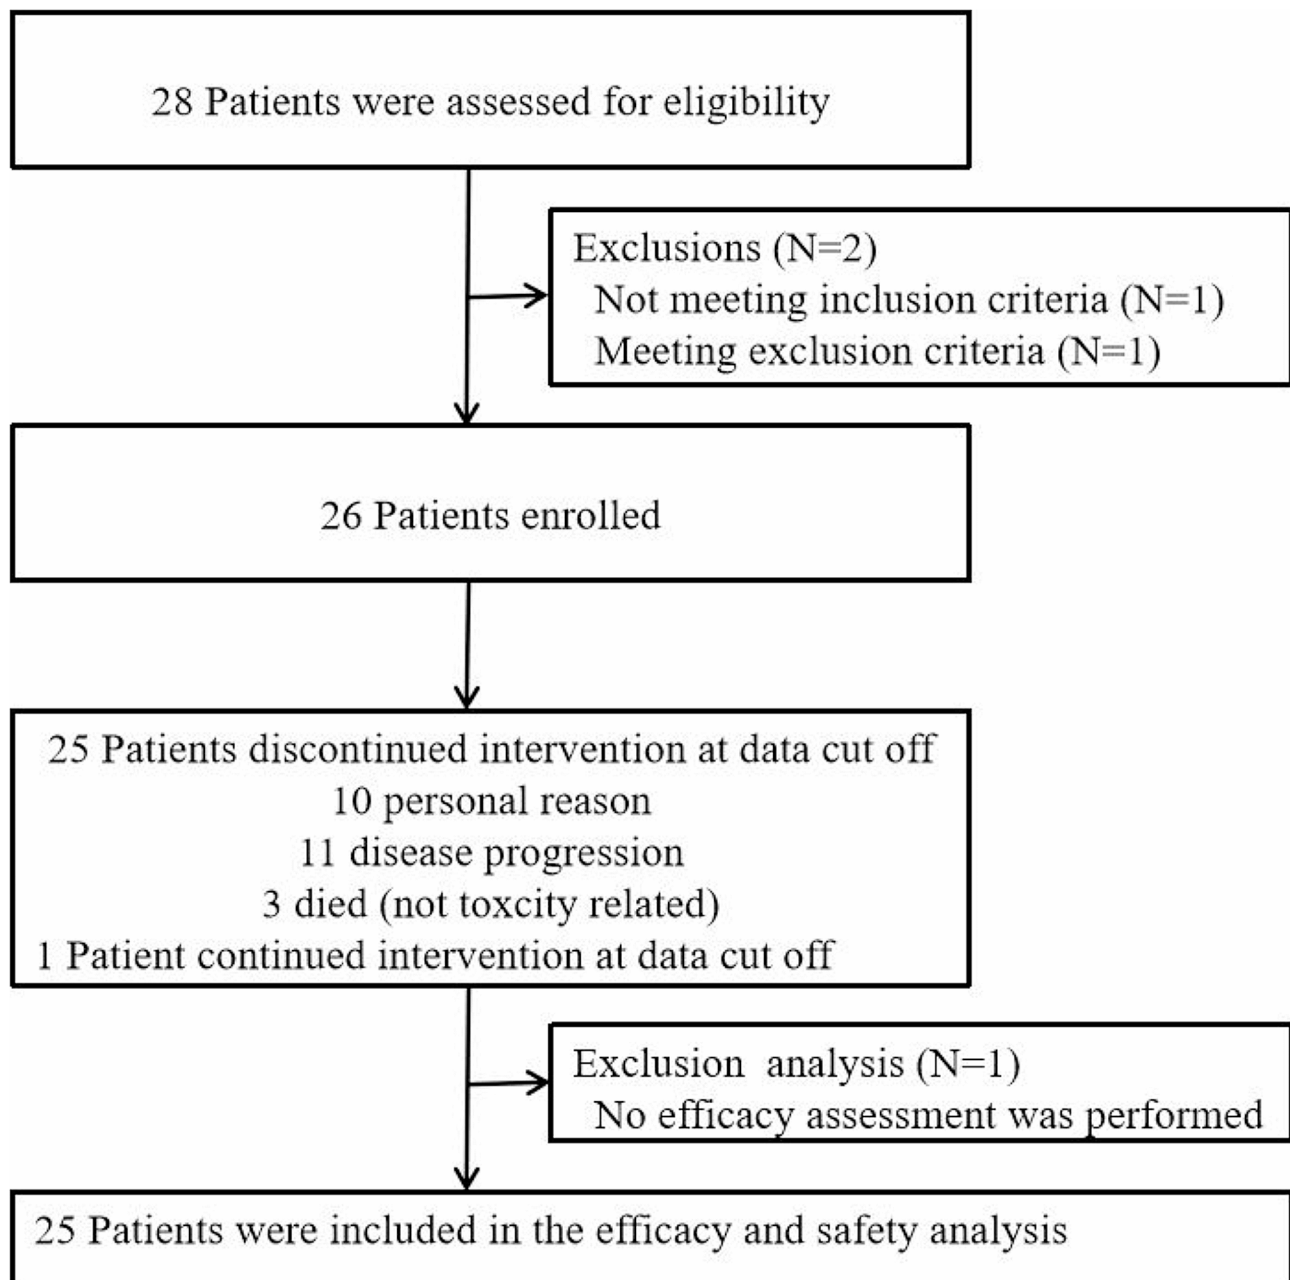 28 Patients were assessed for eligibility
Exclusions (N=2)
Not meeting inclusion criteria (N=1)
Meeting exclusion criteria (N=1)
26 Patients enrolled
25 Patients discontinued intervention at data cut off
10 personal reason
11 disease progression
3 died (not toxcity related)
1 Patient continued intervention at data cut off
Exclusion analysis (N=1)
No efficacy assessment was performed
25 Patients were included in the efficacy and safety analysis